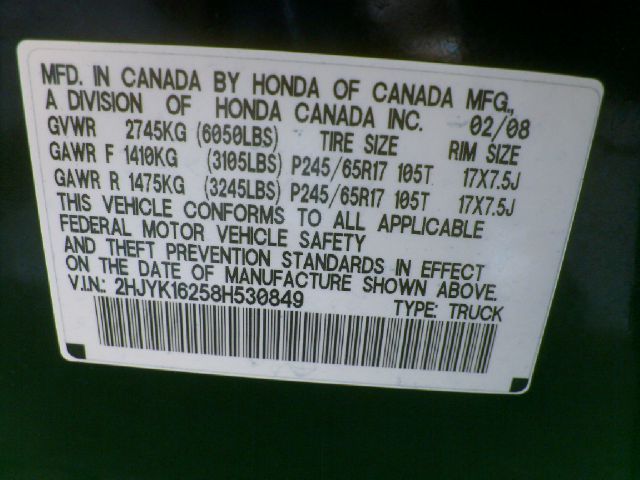 MFD. IN CANADA BY HONDA OF CANADA MFG.,
A DIVISION OF HONDA CANADA INC. 02/08
GVWR 2745KG (6050LBS) TIRE SIZE RIM SIZE
GAWR F 1410KG (3105LBS) P245/65R17 105T 17X7.5J
GAWR R 1475KG (3245LBS) P245/65R17 105T 17X7.5J
THIS VEHICLE CONFORMS TO ALL APPLICABLE
FEDERAL MOTOR VEHICLE SAFETY
AND THEFT PREVENTION STANDARDS IN EFFECT
ON THE DATE OF MANUFACTURE SHOWN ABOVE.
V.I.N.: 2HJYK16258H530849 TYPE: TRUCK